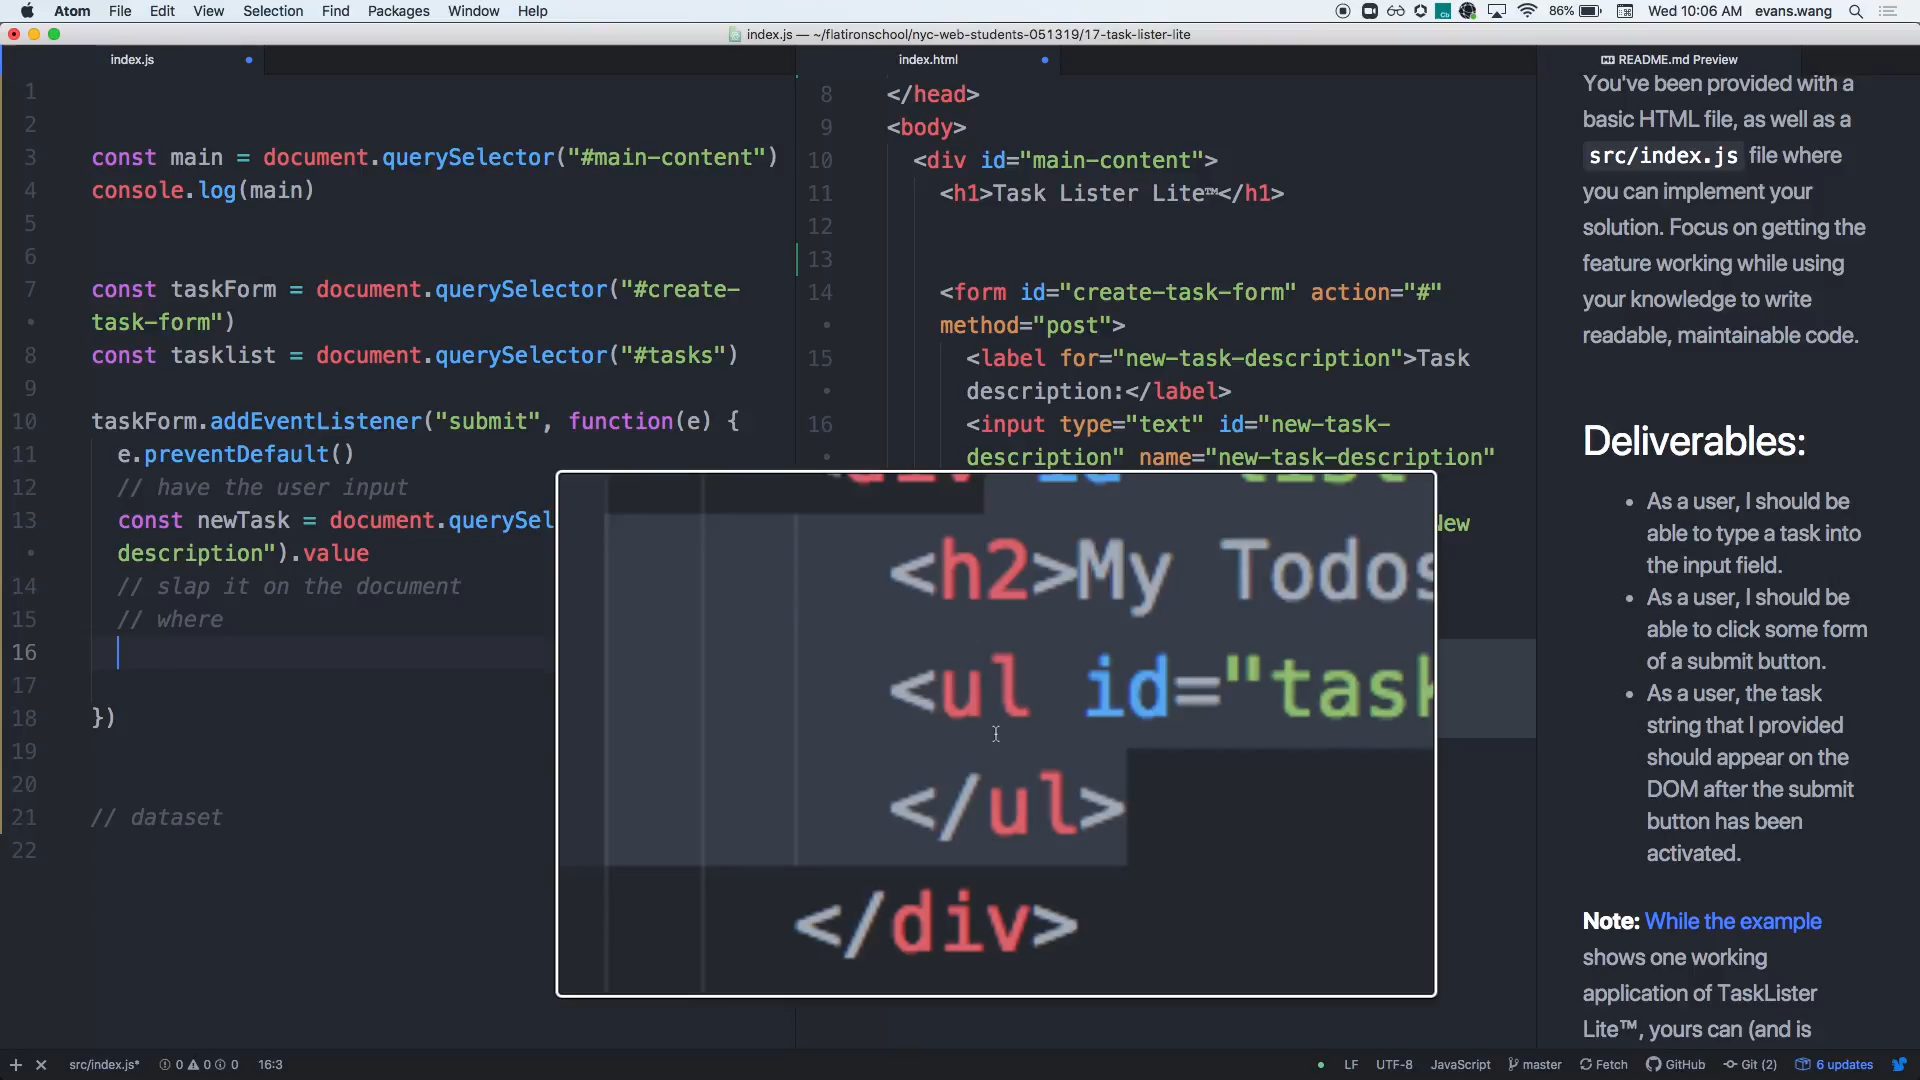 Atom File Edit View Selection Find Packages Window Help
86% Wed 10:06 AM evans.wang
index.js — ~/flatironschool/nyc-web-students-051319/17-task-lister-lite
index.js
1
2
3 const main = document.querySelector("#main-content")
4 console.log(main)
5
6
7 const taskForm = document.querySelector("#create-
task-form")
8 const tasklist = document.querySelector("#tasks")
9
10 taskForm.addEventListener("submit", function(e) {
11 e.preventDefault()
12 // have the user input
13 const newTask = document.querySel
description").value
14 // slap it on the document
15 // where
16
17
18 })
19
20
21 // dataset
22
index.html
8 </head>
9 <body>
10 <div id="main-content">
11 <h1>Task Lister Lite™</h1>
12
13
14 <form id="create-task-form" action="#"
method="post">
15 <label for="new-task-description">Task
description:</label>
16 <input type="text" id="new-task-
description" name="new-task-description"
<h2>My Todos
<ul id="task
</ul>
</div>
README.md Preview
You've been provided with a
basic HTML file, as well as a
src/index.js file where
you can implement your
solution. Focus on getting the
feature working while using
your knowledge to write
readable, maintainable code.
Deliverables:
• As a user, I should be
able to type a task into
the input field.
• As a user, I should be
able to click some form
of a submit button.
• As a user, the task
string that I provided
should appear on the
DOM after the submit
button has been
activated.
Note: While the example
shows one working
application of TaskLister
Lite™, yours can (and is
src/index.js* 0 0 0 16:3
LF UTF-8 JavaScript master Fetch GitHub Git (2) 6 updates